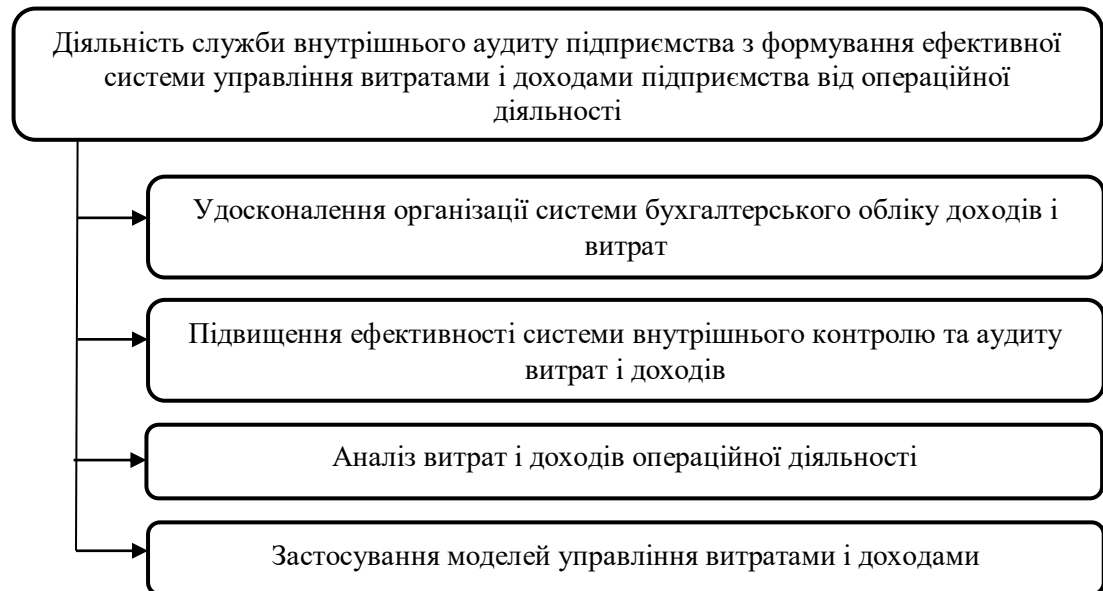 Діяльність служби внутрішнього аудиту підприємства з формування ефективної
системи управління витратами і доходами підприємства від операційної
діяльності
Удосконалення організації системи бухгалтерського обліку доходів і
витрат
Підвищення ефективності системи внутрішнього контролю та аудиту
витрат і доходів
Аналіз витрат і доходів операційної діяльності
Застосування моделей управління витратами і доходами